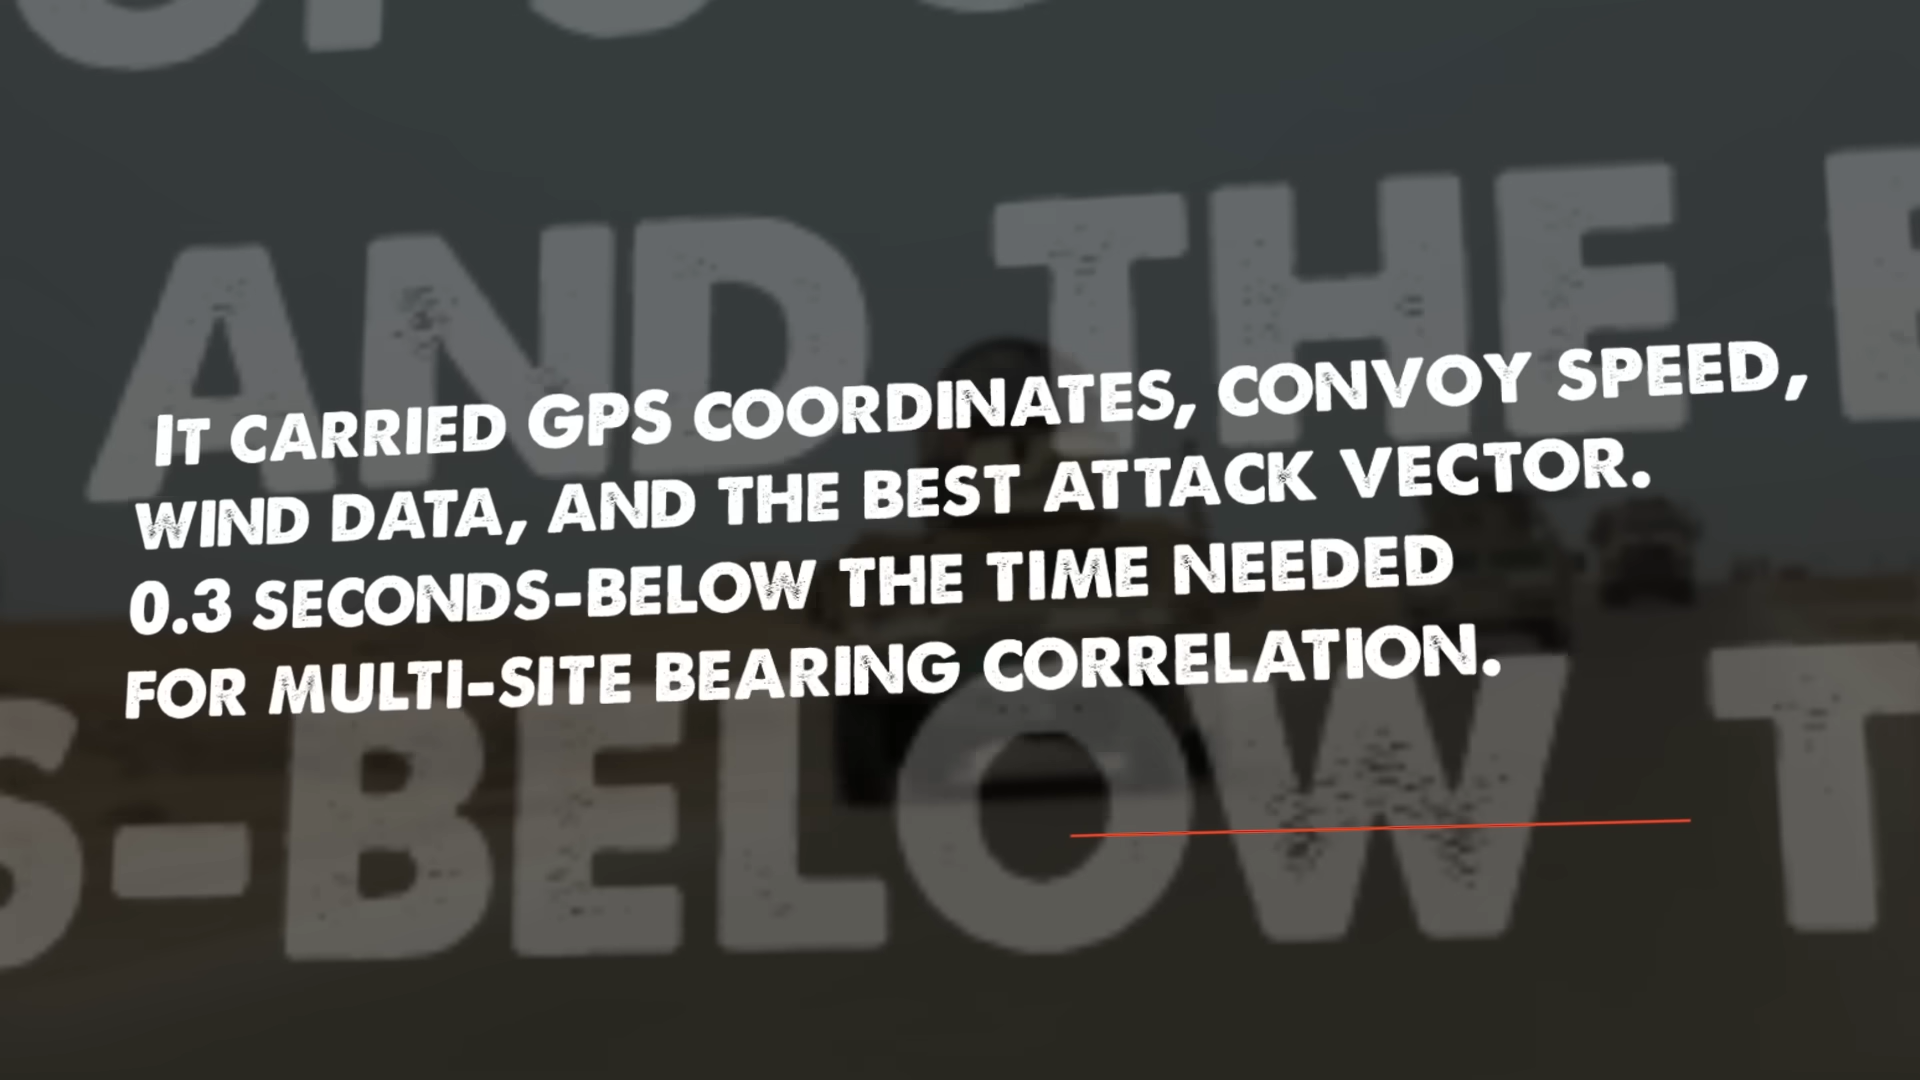 IT CARRIED GPS COORDINATES, CONVOY SPEED,
WIND DATA, AND THE BEST ATTACK VECTOR.
0.3 SECONDS-BELOW THE TIME NEEDED
FOR MULTI-SITE BEARING CORRELATION.
AND THE
S-BELOW T